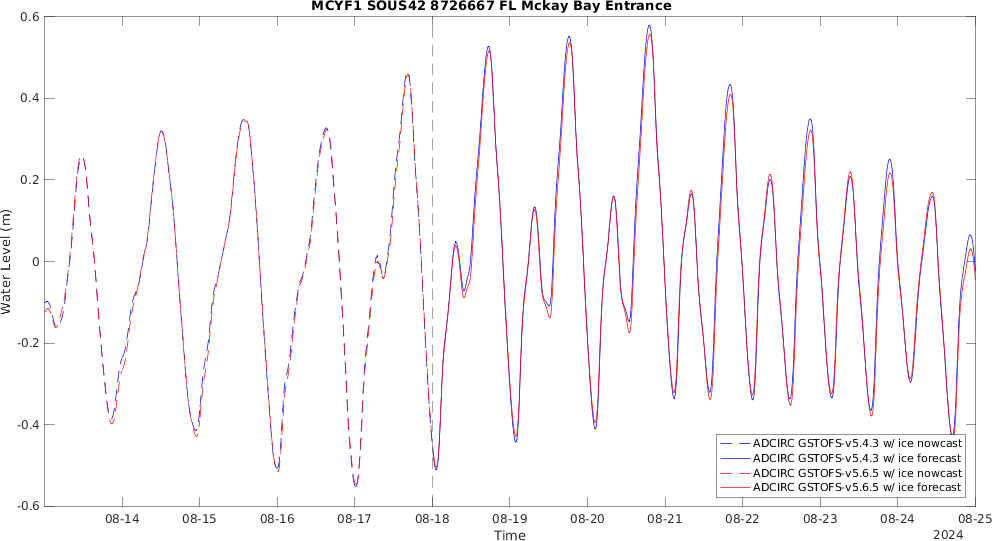 MCYF1 SOUS42 8726667 FL Mckay Bay Entrance
0.6
0.4
0.2
0
-0.2
-0.4
-0.6
Water Level (m)
ADCIRC GSTOFS-v5.4.3 w/ ice nowcast
ADCIRC GSTOFS-v5.4.3 w/ ice forecast
ADCIRC GSTOFS-v5.6.5 w/ ice nowcast
ADCIRC GSTOFS-v5.6.5 w/ ice forecast
08-14 08-15 08-16 08-17 08-18 08-19 08-20 08-21 08-22 08-23 08-24 08-25
Time
2024